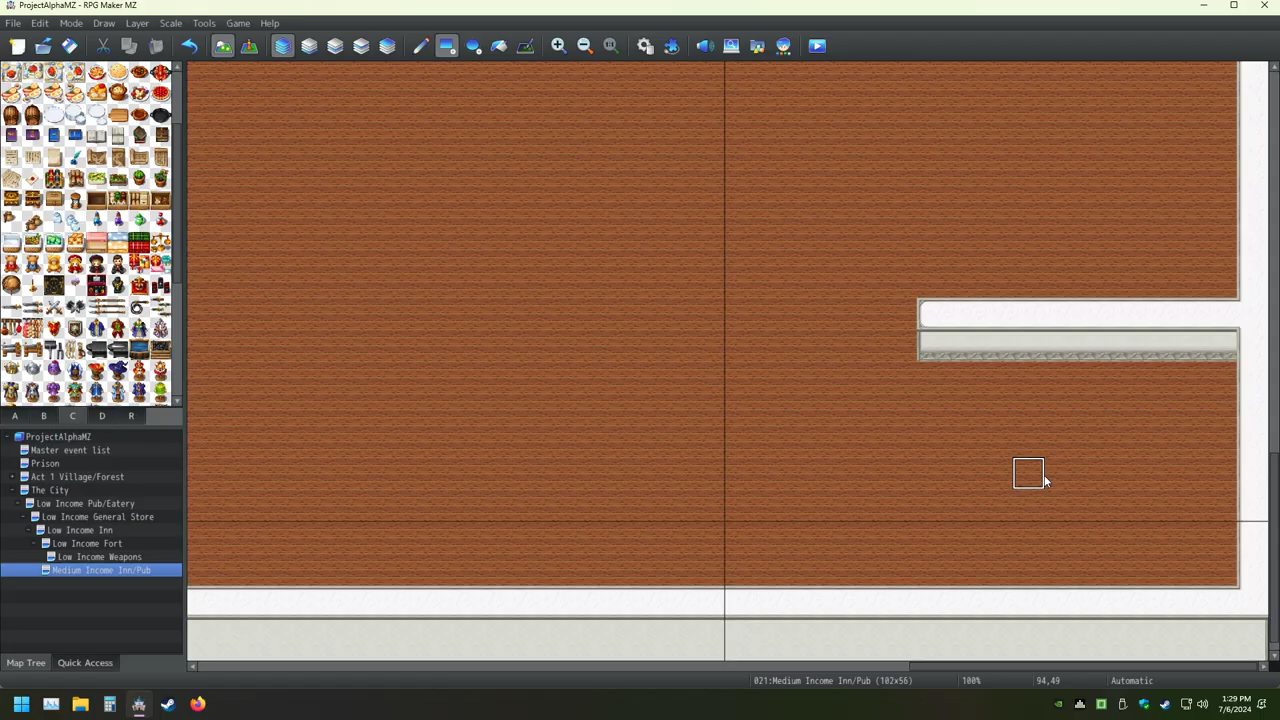 ProjectAlphaMZ - RPG Maker MZ
File Edit Mode Draw Layer Scale Tools Game Help
A B C D R
ProjectAlphaMZ
Master event list
Prison
Act 1 Village/Forest
The City
Low Income Pub/Eatery
Low Income General Store
Low Income Inn
Low Income Fort
Low Income Weapons
Medium Income Inn/Pub
Map Tree Quick Access
021:Medium Income Inn/Pub (102x56) 100% 94,49 Automatic
1:29 PM
7/6/2024